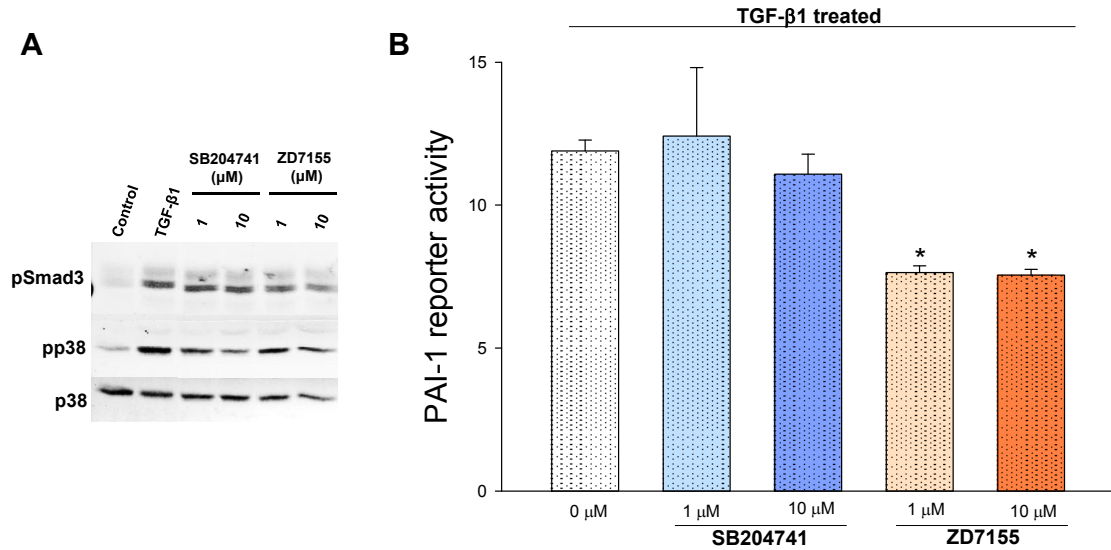 A
SB204741
(μM)
ZD7155
(μM)
Control
TGF-β1
1
10
1
10
pSmad3
pp38
p38
B
TGF-β1 treated
PAI-1 reporter activity
15
10
5
0
*
*
0 μM
1 μM
10 μM
1 μM
10 μM
SB204741
ZD7155